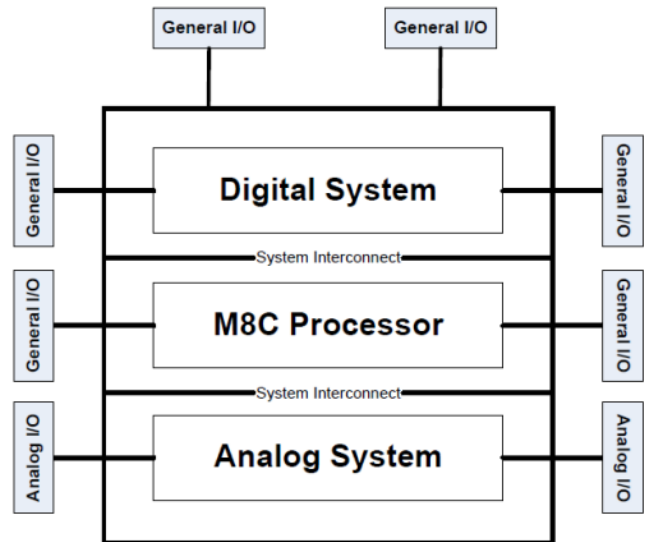 General I/O
General I/O
General I/O
Digital System
General I/O
System Interconnect
General I/O
M8C Processor
General I/O
System Interconnect
Analog I/O
Analog System
Analog I/O